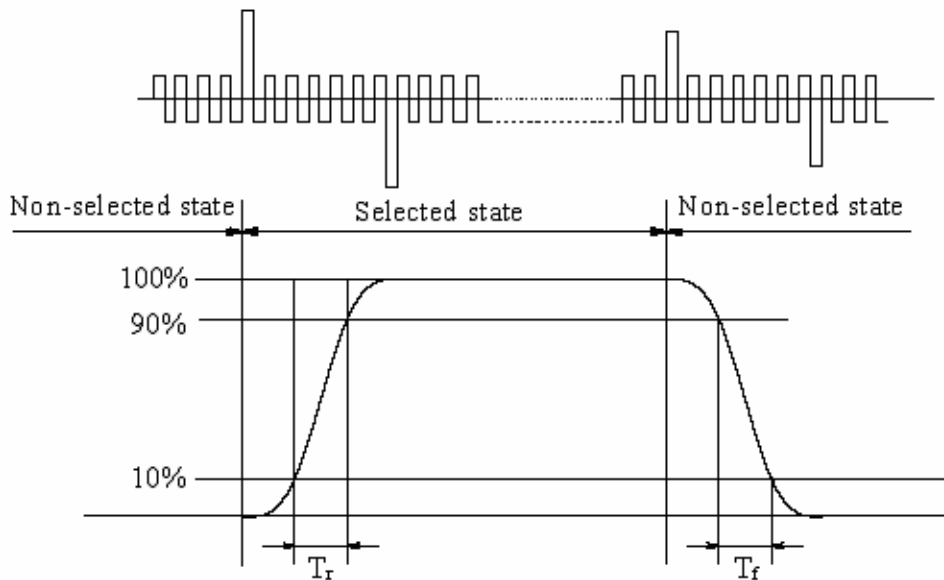 Non-selected state
Selected state
Non-selected state
100%
90%
10%
Tr
Tf